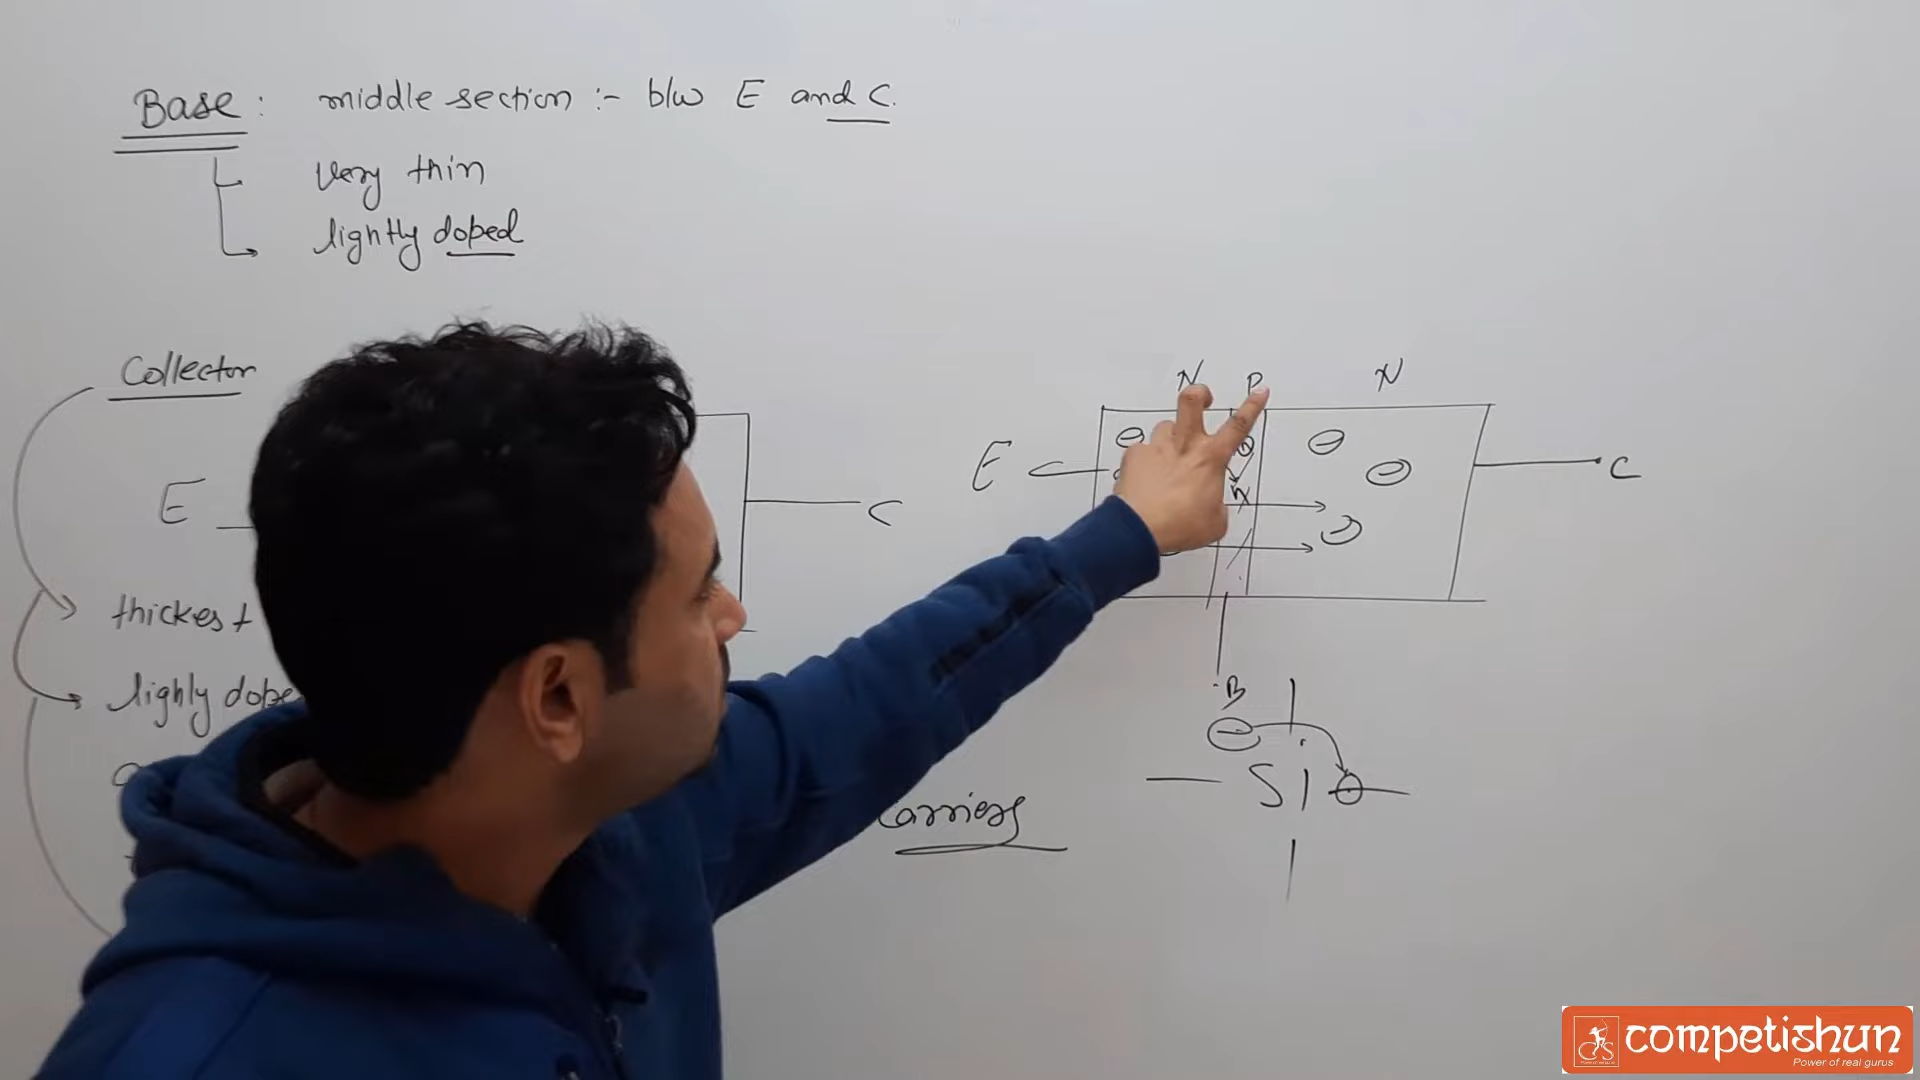 Base : middle section :- b/w E and C.
very thin
lightly doped
Collector
E
C
thickest
lighly dope
carriers
N P N
E
C
B
Si
competishun
Power of real gurus